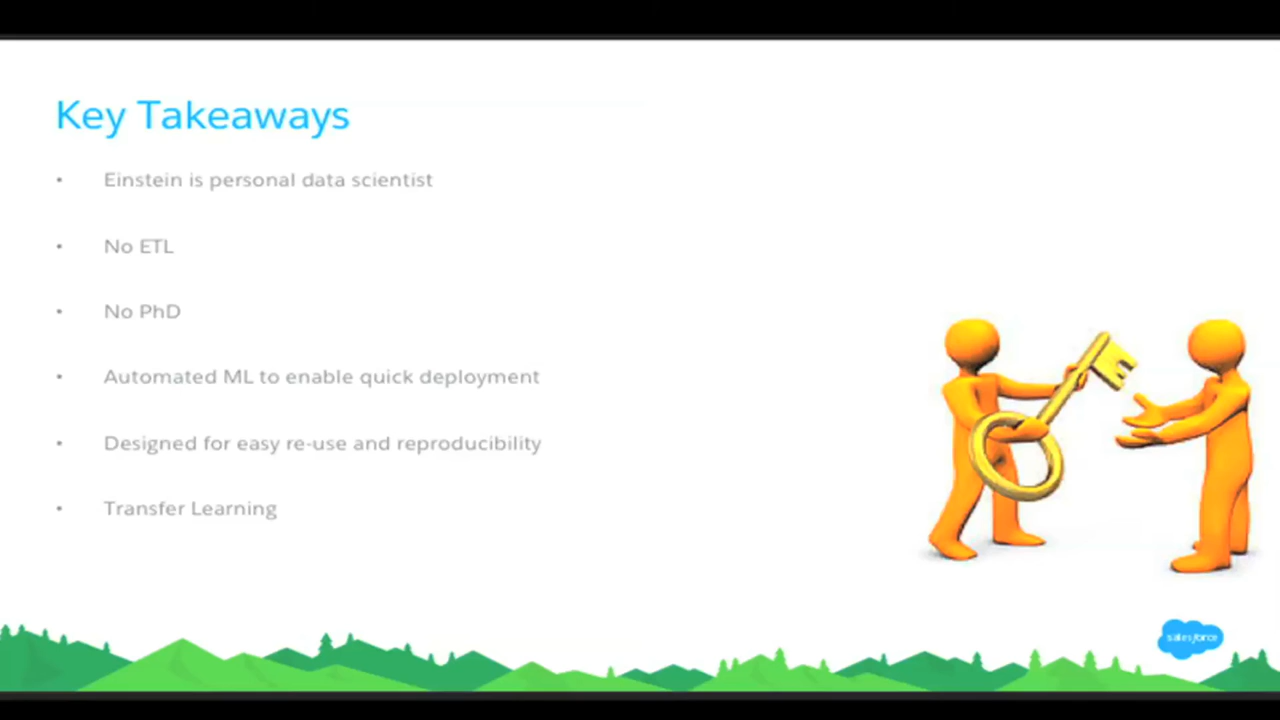 Key Takeaways
• Einstein is personal data scientist
• No ETL
• No PhD
• Automated ML to enable quick deployment
• Designed for easy re-use and reproducibility
• Transfer Learning
salesforce